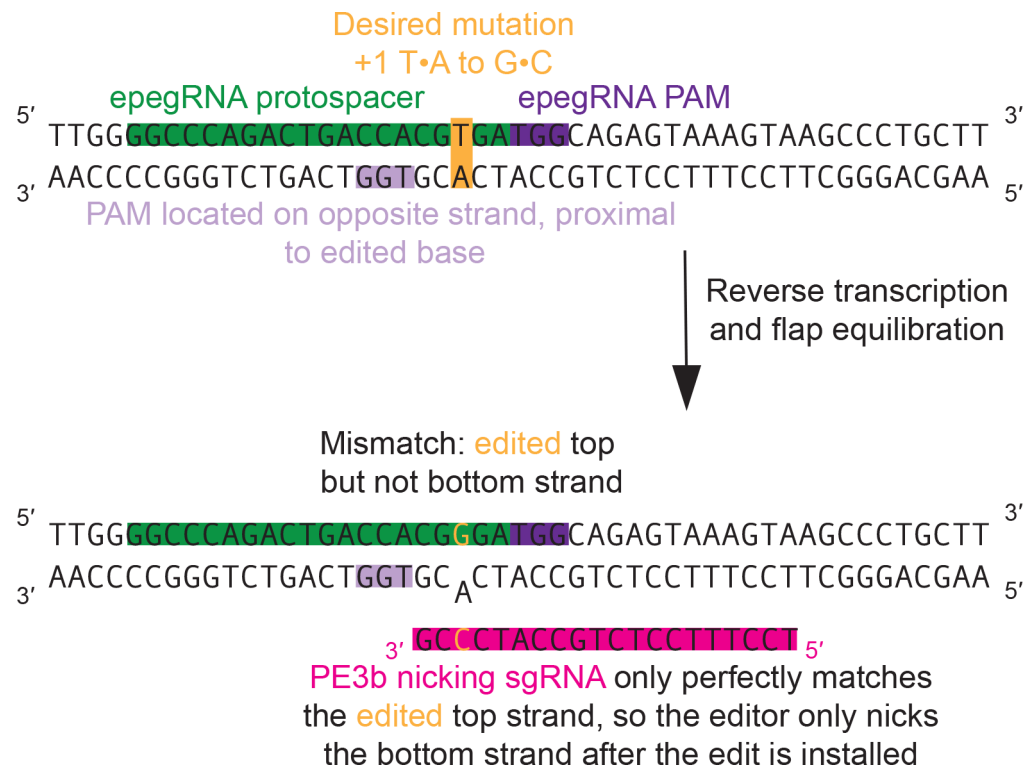 Desired mutation
+1 T•A to G•C
epegRNA protospacer epegRNA PAM
5′ TTGGGGCCCAGACTGACCACGTGATGGCAGAGTAAAGTAAGCCCTGCTT 3′
3′ AACCCCGGGTCTGACTGGTGCACTACCGTCTCCTTTCCTTCGGGACGAA 5′
PAM located on opposite strand, proximal
to edited base
Reverse transcription
and flap equilibration
Mismatch: edited top
but not bottom strand
5′ TTGGGGCCCAGACTGACCACGGGATGGCAGAGTAAAGTAAGCCCTGCTT 3′
3′ AACCCCGGGTCTGACTGGTGCACTACCGTCTCCTTTCCTTCGGGACGAA 5′
3′ GCCCTACCGTCTCCTTTCCT 5′
PE3b nicking sgRNA only perfectly matches
the edited top strand, so the editor only nicks
the bottom strand after the edit is installed